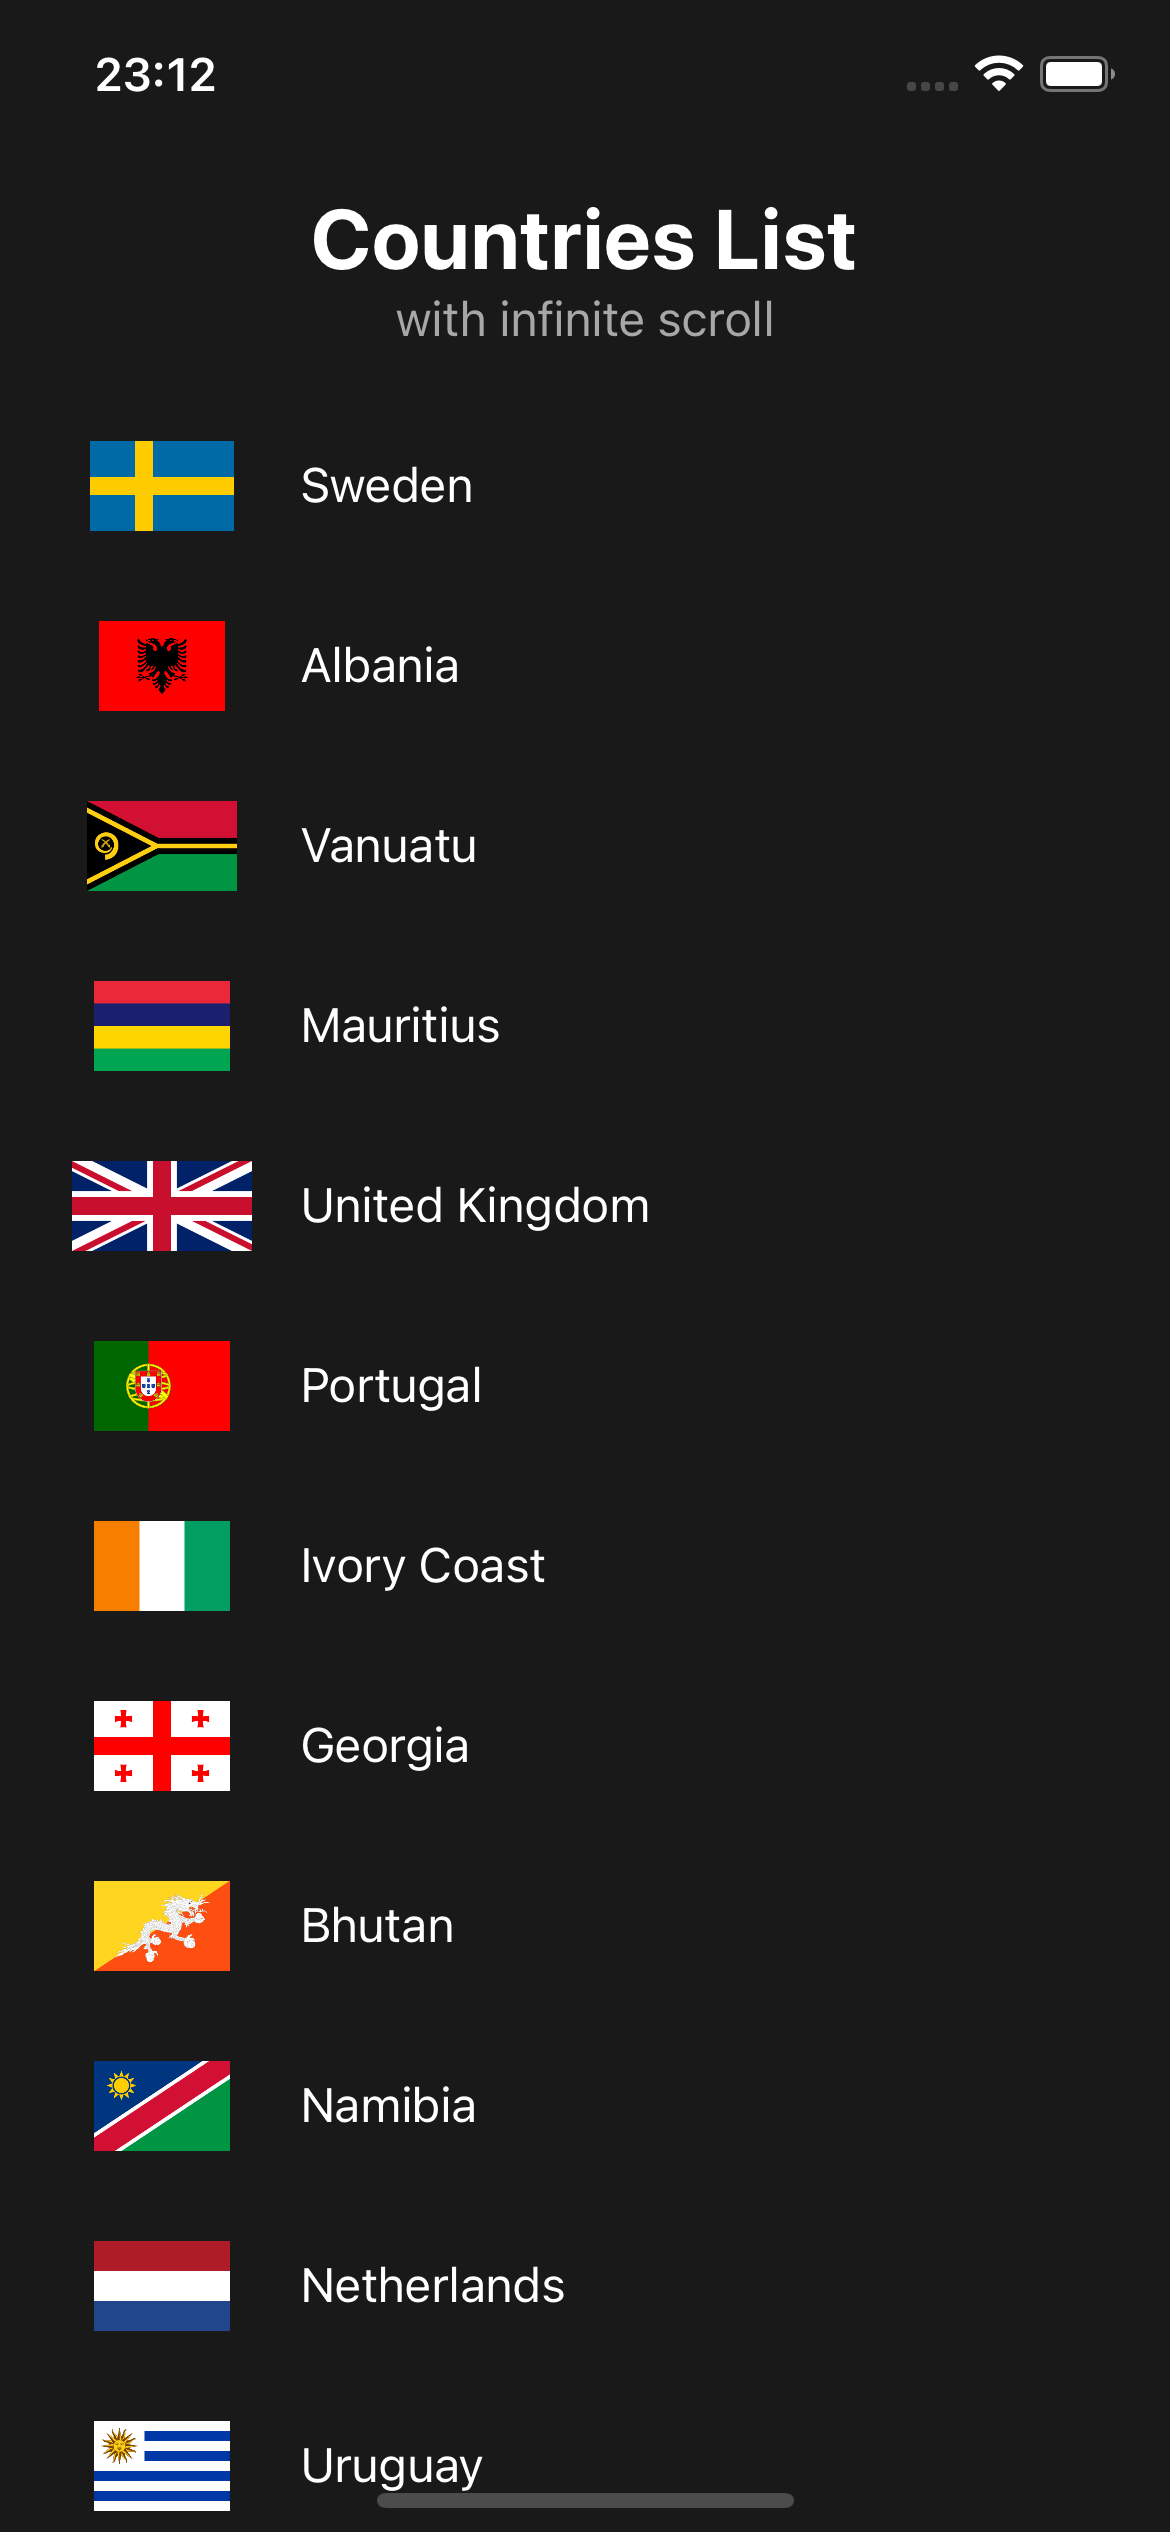 23:12
Countries List
with infinite scroll
Sweden
Albania
Vanuatu
Mauritius
United Kingdom
Portugal
Ivory Coast
Georgia
Bhutan
Namibia
Netherlands
Uruguay